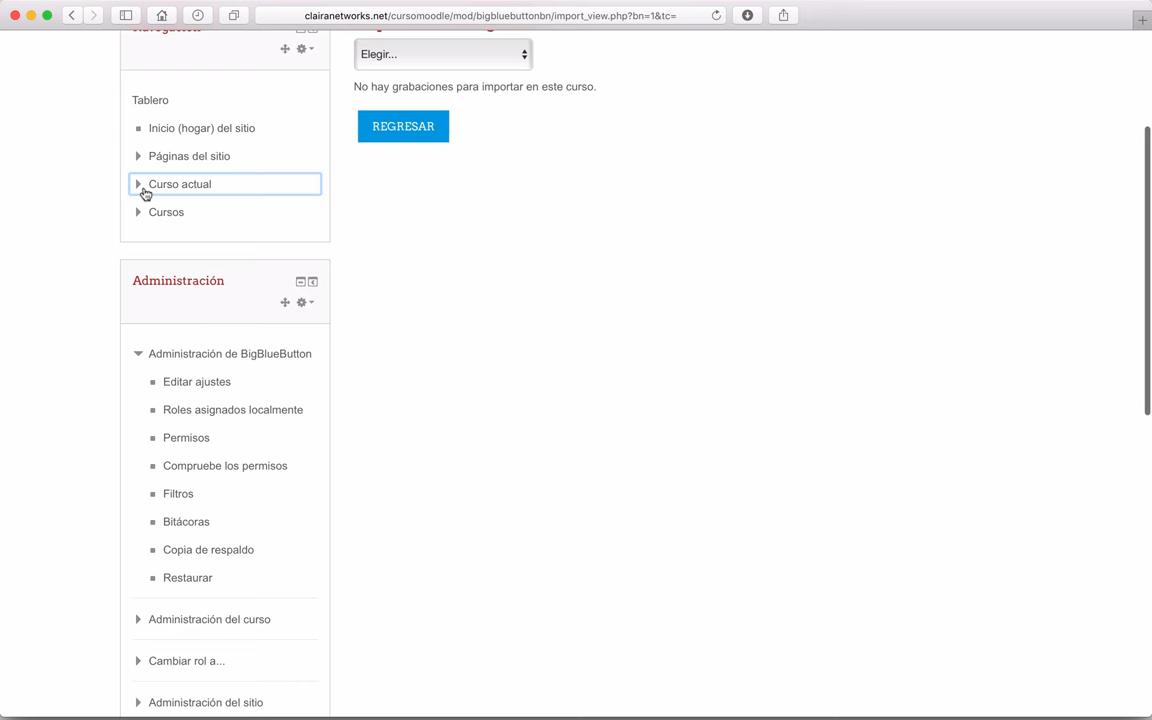 clairanetworks.net/cursomoodle/mod/bigbluebuttonbn/import_view.php?bn=1&tc=
Navegación
Tablero
Inicio (hogar) del sitio
Páginas del sitio
Curso actual
Cursos
Administración
Administración de BigBlueButton
Editar ajustes
Roles asignados localmente
Permisos
Compruebe los permisos
Filtros
Bitácoras
Copia de respaldo
Restaurar
Administración del curso
Cambiar rol a...
Administración del sitio
Elegir...
No hay grabaciones para importar en este curso.
REGRESAR